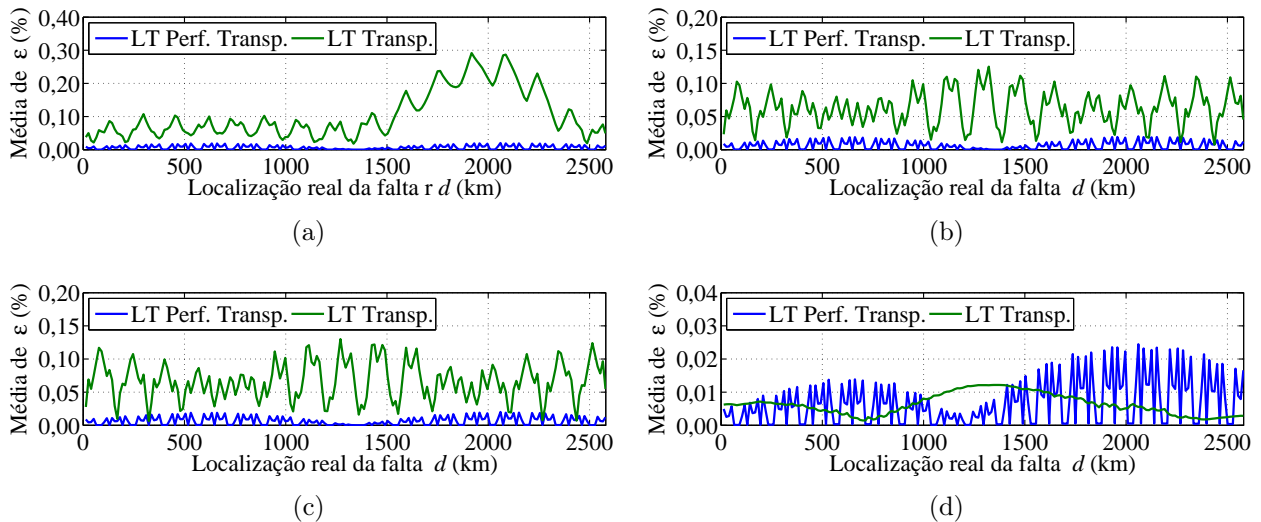 Média de ε (%)
0,40
0,30
0,20
0,10
0,00
LT Perf. Transp.
LT Transp.
0
500
1000
1500
2000
2500
Localização real da falta r d (km)
(a)
Média de ε (%)
0,20
0,15
0,10
0,05
0,00
LT Perf. Transp.
LT Transp.
0
500
1000
1500
2000
2500
Localização real da falta d (km)
(b)
Média de ε (%)
0,20
0,15
0,10
0,05
0,00
LT Perf. Transp.
LT Transp.
0
500
1000
1500
2000
2500
Localização real da falta d (km)
(c)
Média de ε (%)
0,04
0,03
0,02
0,01
0,00
LT Perf. Transp.
LT Transp.
0
500
1000
1500
2000
2500
Localização real da falta d (km)
(d)